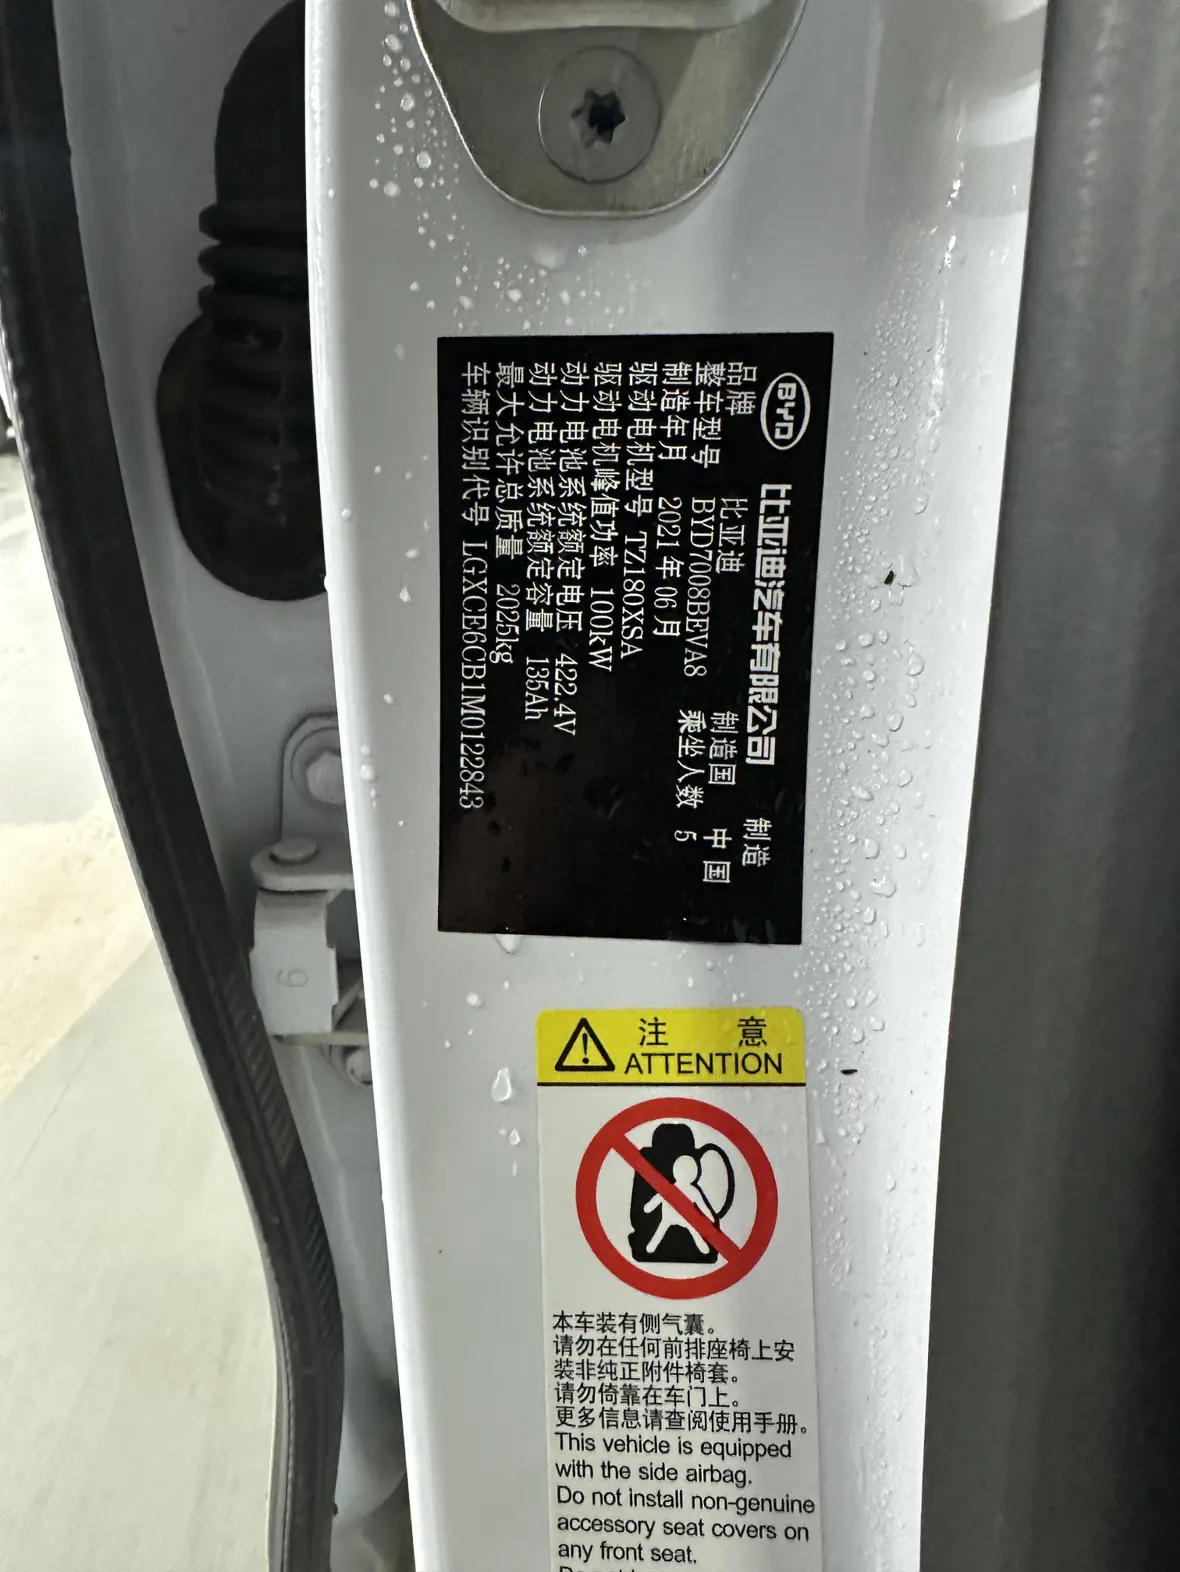 BYD 比亚迪汽车有限公司 制造
品牌 比亚迪 制造国 中国
整车型号 BYD7008BEVA8 乘坐人数 5
制造年月 2021年06月
驱动电机型号 TZ180XSA
驱动电机峰值功率 100kW
动力电池系统额定电压 422.4V
动力电池系统额定容量 135Ah
最大允许总质量 2025kg
车辆识别代号 LGXCE6CB1M0122843
注 意
ATTENTION
本车装有侧气囊。
请勿在任何前排座椅上安
装非纯正附件椅套。
请勿倚靠在车门上。
更多信息请查阅使用手册。
This vehicle is equipped
with the side airbag.
Do not install non-genuine
accessory seat covers on
any front seat.